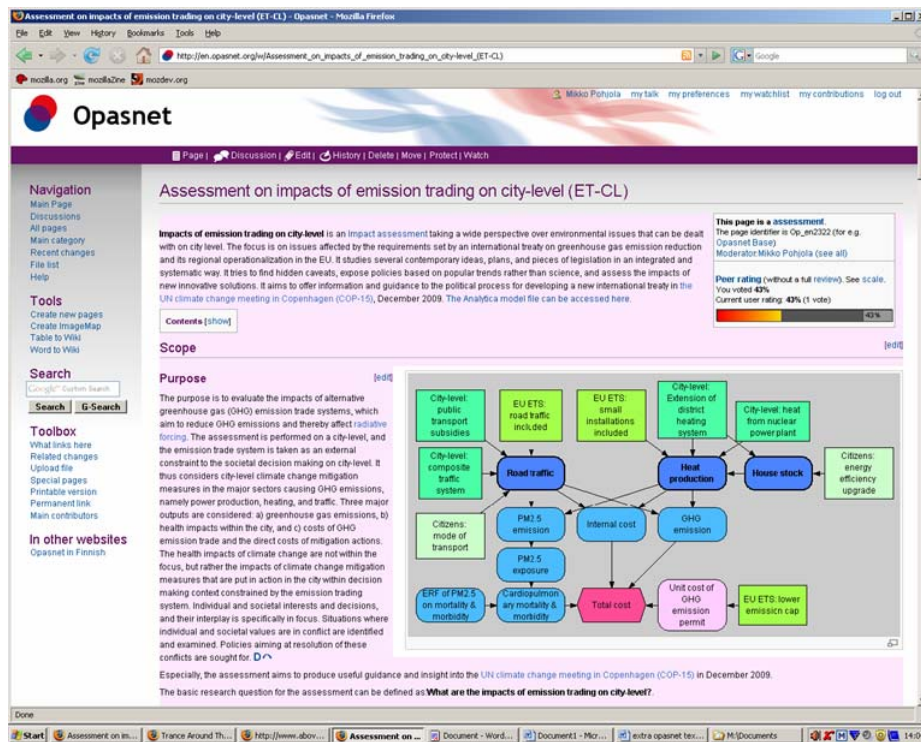 Assessment on impacts of emission trading on city-level (ET-CL) - Opasnet - Mozilla Firefox
File Edit View History Bookmarks Tools Help
http://en.opasnet.org/w/Assessment_on_impacts_of_emission_trading_on_city-level_(ET-CL)
Google
mozilla.org mozillaZine mozdev.org
Mikko Pohjola my talk my preferences my watchlist my contributions log out
Opasnet
Page | Discussion | Edit | History | Delete | Move | Protect | Watch
Navigation
Main Page
Discussions
All pages
Main category
Recent changes
File list
Help
Tools
Create new pages
Create ImageMap
Table to Wiki
Word to Wiki
Search
Google Custom Search
Search G-Search
Toolbox
What links here
Related changes
Upload file
Special pages
Printable version
Permanent link
Main contributors
In other websites
Opasnet in Finnish
Assessment on impacts of emission trading on city-level (ET-CL)
Impacts of emission trading on city-level is an Impact assessment taking a wide perspective over environmental issues that can be dealt
with on city level. The focus is on issues affected by the requirements set by an international treaty on greenhouse gas emission reduction
and its regional operationalization in the EU. It studies several contemporary ideas, plans, and pieces of legislation in an integrated and
systematic way. It tries to find hidden caveats, expose policies based on popular trends rather than science, and assess the impacts of
new innovative solutions. It aims to offer information and guidance to the political process for developing a new international treaty in the
UN climate change meeting in Copenhagen (COP-15), December 2009. The Analytica model file can be accessed here.
This page is a assessment.
The page identifier is Op_en2322 (for e.g.
Opasnet Base)
Moderator:Mikko Pohjola (see all)
Peer rating (without a full review). See scale.
You voted 43%
Current user rating: 43% (1 vote)
43%
Contents [show]
Scope
[edit]
Purpose
[edit]
The purpose is to evaluate the impacts of alternative
greenhouse gas (GHG) emission trade systems, which
aim to reduce GHG emissions and thereby affect radiative
forcing. The assessment is performed on a city-level, and
the emission trade system is taken as an external
constraint to the societal decision making on city-level. It
thus considers city-level climate change mitigation
measures in the major sectors causing GHG emissions,
namely power production, heating, and traffic. Three major
outputs are considered: a) greenhouse gas emissions, b)
health impacts within the city, and c) costs of GHG
emission trade and the direct costs of mitigation actions.
The health impacts of climate change are not within the
focus, but rather the impacts of climate change mitigation
measures that are put in action in the city within decision
making context constrained by the emission trading
system. Individual and societal interests and decisions,
and their interplay is specifically in focus. Situations where
individual and societal values are in conflict are identified
and examined. Policies aiming at resolution of these
conflicts are sought for. D
City-level:
public
transport
subsidies
EU ETS:
road traffic
included
EU ETS:
small
installations
included
City-level:
Extension of
district
heating
system
City-level: heat
from nuclear
power plant
City-level:
composite
traffic
system
Road traffic
Heat
production
House stock
Citizens:
energy
efficiency
upgrade
Citizens:
mode of
transport
PM2.5
emission
Internal cost
GHG
emission
PM2.5
exposure
ERF of PM2.5
on mortality &
morbidity
Cardiopulmon
ary mortality &
morbidity
Total cost
Unit cost of
GHG
emission
permit
EU ETS: lower
emission cap
Especially, the assessment aims to produce useful guidance and insight into the UN climate change meeting in Copenhagen (COP-15) in December 2009.
The basic research question for the assessment can be defined as:What are the impacts of emission trading on city-level?.
Done
Start Assessment on im... Trance Around Th... http://www.abov... Assessment on ... Document - Word... Document1 - Micr... extra opasnet tex... M:\Documents